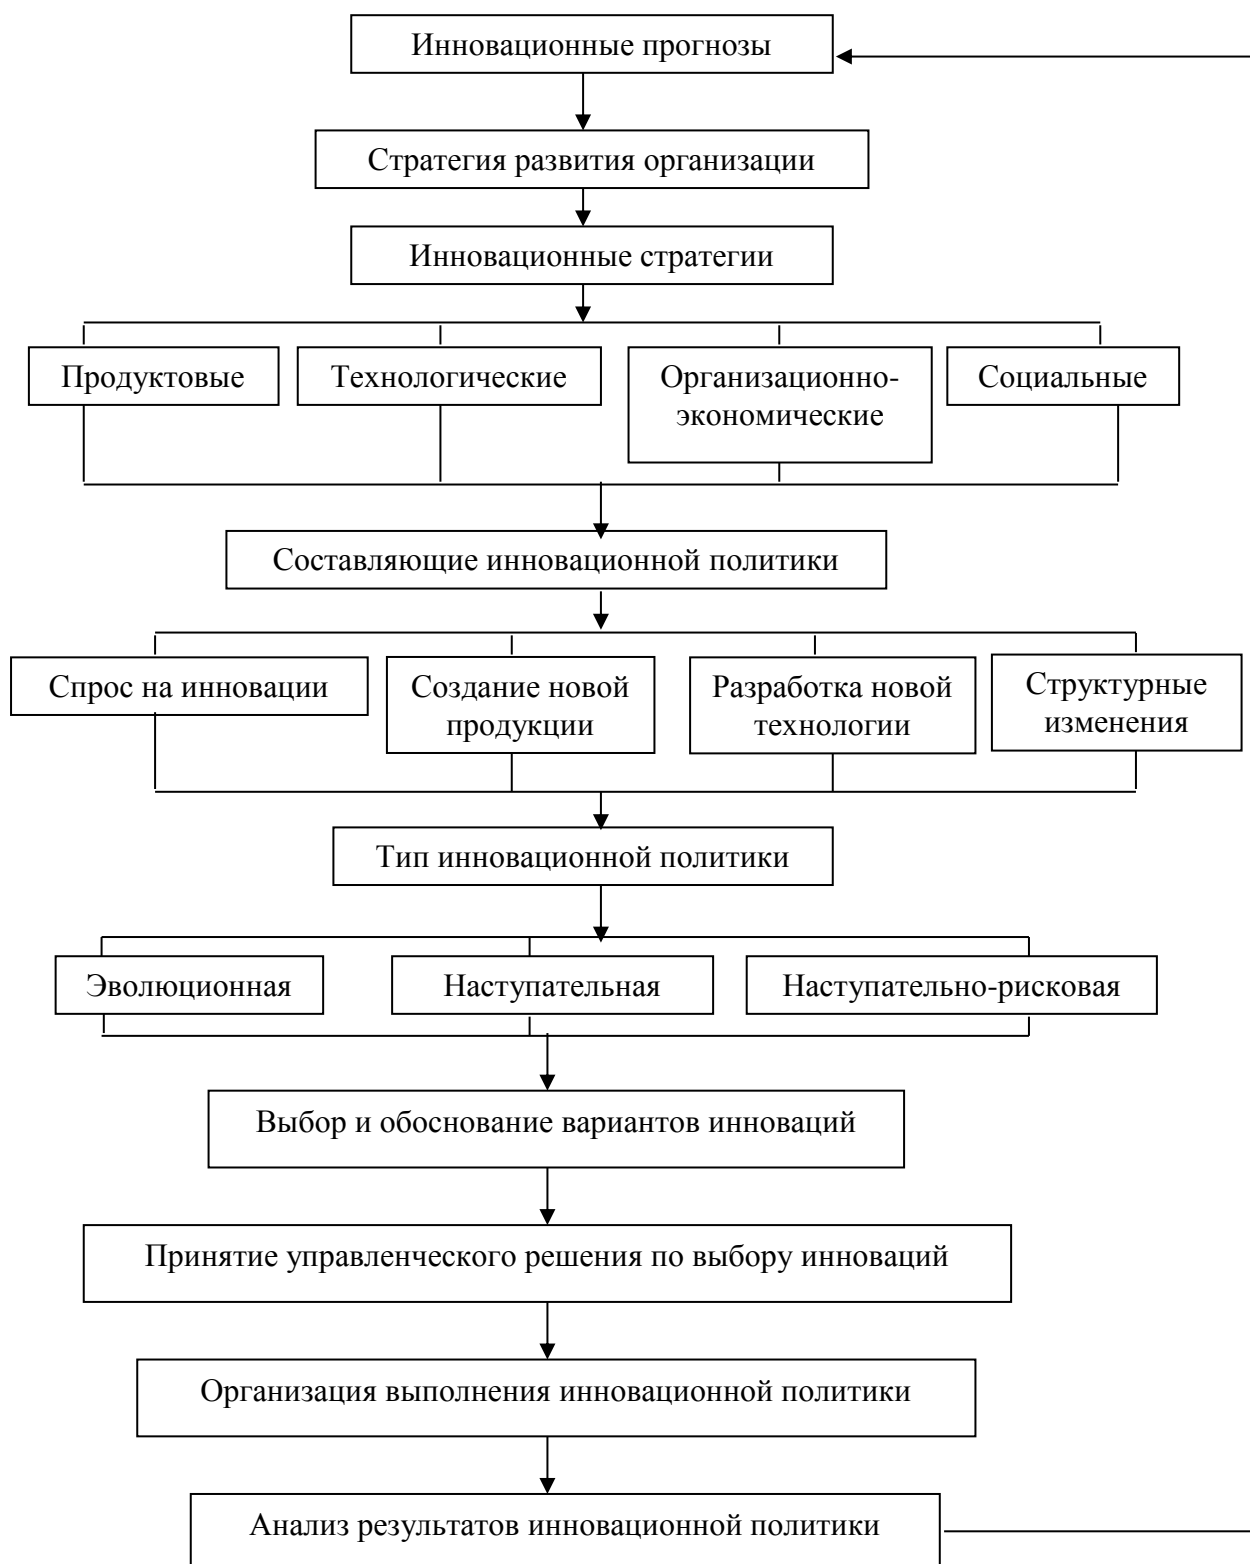 Инновационные прогнозы
Стратегия развития организации
Инновационные стратегии
Продуктовые
Технологические
Организационно-
экономические
Социальные
Составляющие инновационной политики
Спрос на инновации
Создание новой
продукции
Разработка новой
технологии
Структурные
изменения
Тип инновационной политики
Эволюционная
Наступательная
Наступательно-рисковая
Выбор и обоснование вариантов инноваций
Принятие управленческого решения по выбору инноваций
Организация выполнения инновационной политики
Анализ результатов инновационной политики